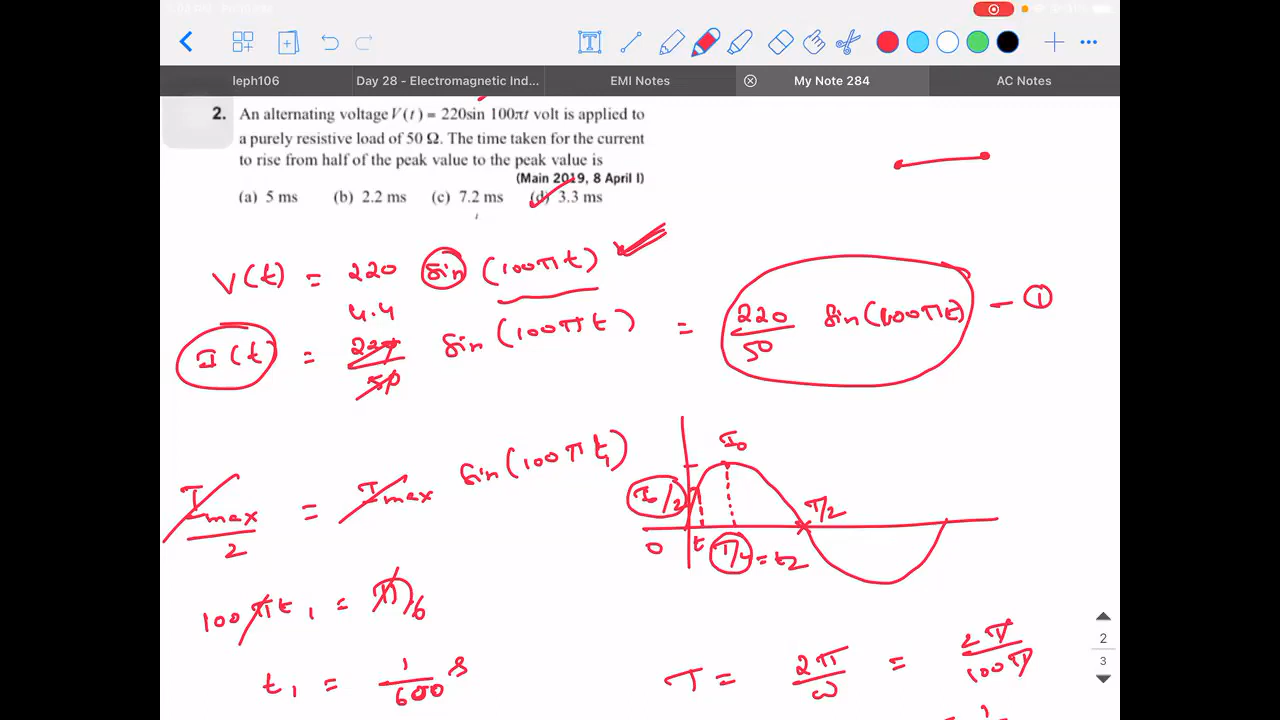 leph106
Day 28 - Electromagnetic Ind...
EMI Notes
My Note 284
AC Notes
2. An alternating voltage V(t) = 220sin 100πt volt is applied to
a purely resistive load of 50 Ω. The time taken for the current
to rise from half of the peak value to the peak value is
(Main 2019, 8 April I)
(a) 5 ms (b) 2.2 ms (c) 7.2 ms (d) 3.3 ms
V(t) = 220 sin (100πt)
4.4
I(t) = 220/50 sin(100πt) = 220/50 sin(100πt) - ①
I0
Imax/2 = Imax sin(100πt1)
I0/2
T/2
0 t T/4 = t2
100πt1 = π/6
t1 = 1/600 s
T = 2π/ω = 2π/100π
2
3